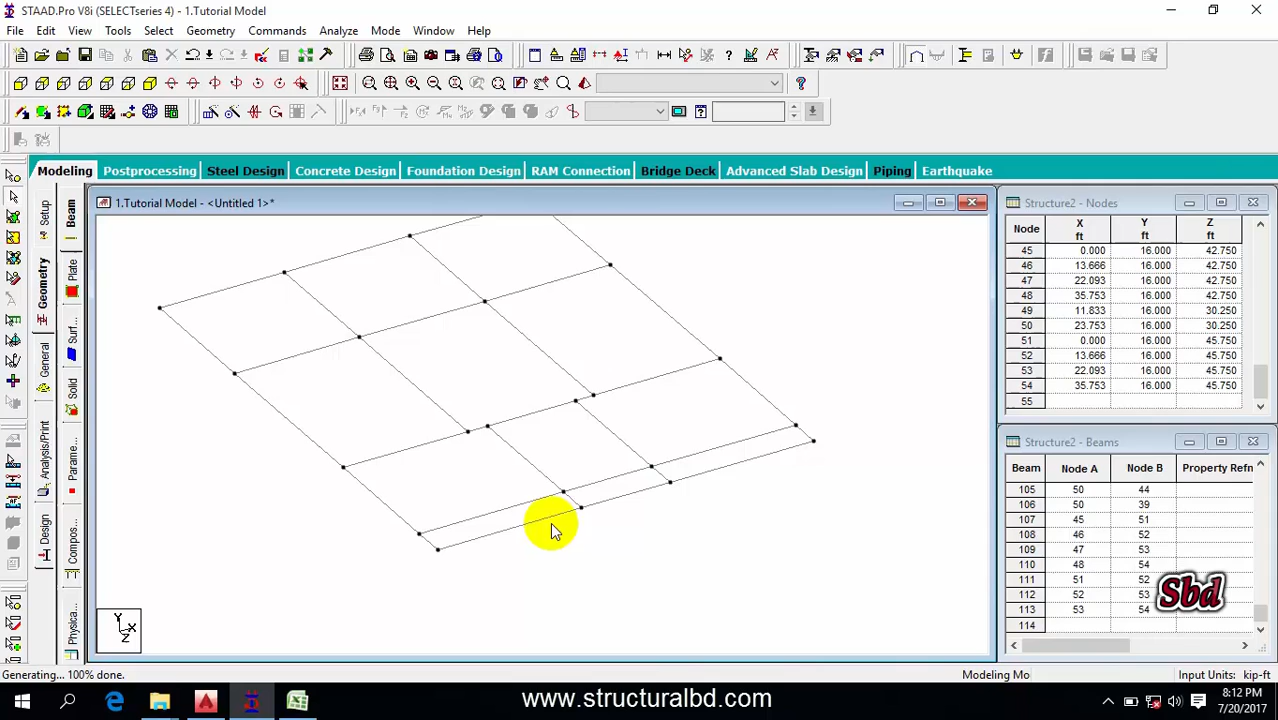 STAAD.Pro V8i (SELECTseries 4) - 1.Tutorial Model
File Edit View Tools Select Geometry Commands Analyze Mode Window Help
Modeling Postprocessing Steel Design Concrete Design Foundation Design RAM Connection Bridge Deck Advanced Slab Design Piping Earthquake
Setup
Geometry
General
Analysis/Print
Design
Beam
Plate
Surf...
Solid
Parame...
Compos...
Physica...
1.Tutorial Model - <Untitled 1>*
Y
X
Z
Structure2 - Nodes
Node X ft Y ft Z ft
45 0.000 16.000 42.750
46 13.666 16.000 42.750
47 22.093 16.000 42.750
48 35.753 16.000 42.750
49 11.833 16.000 30.250
50 23.753 16.000 30.250
51 0.000 16.000 45.750
52 13.666 16.000 45.750
53 22.093 16.000 45.750
54 35.753 16.000 45.750
55
Structure2 - Beams
Beam Node A Node B Property Refn
105 50 44
106 50 39
107 45 51
108 46 52
109 47 53
110 48 54
111 51 52
112 52 53
113 53 54
114
Sbd
Generating... 100% done.
Modeling Mo
Input Units: kip-ft
www.structuralbd.com
8:12 PM
7/20/2017